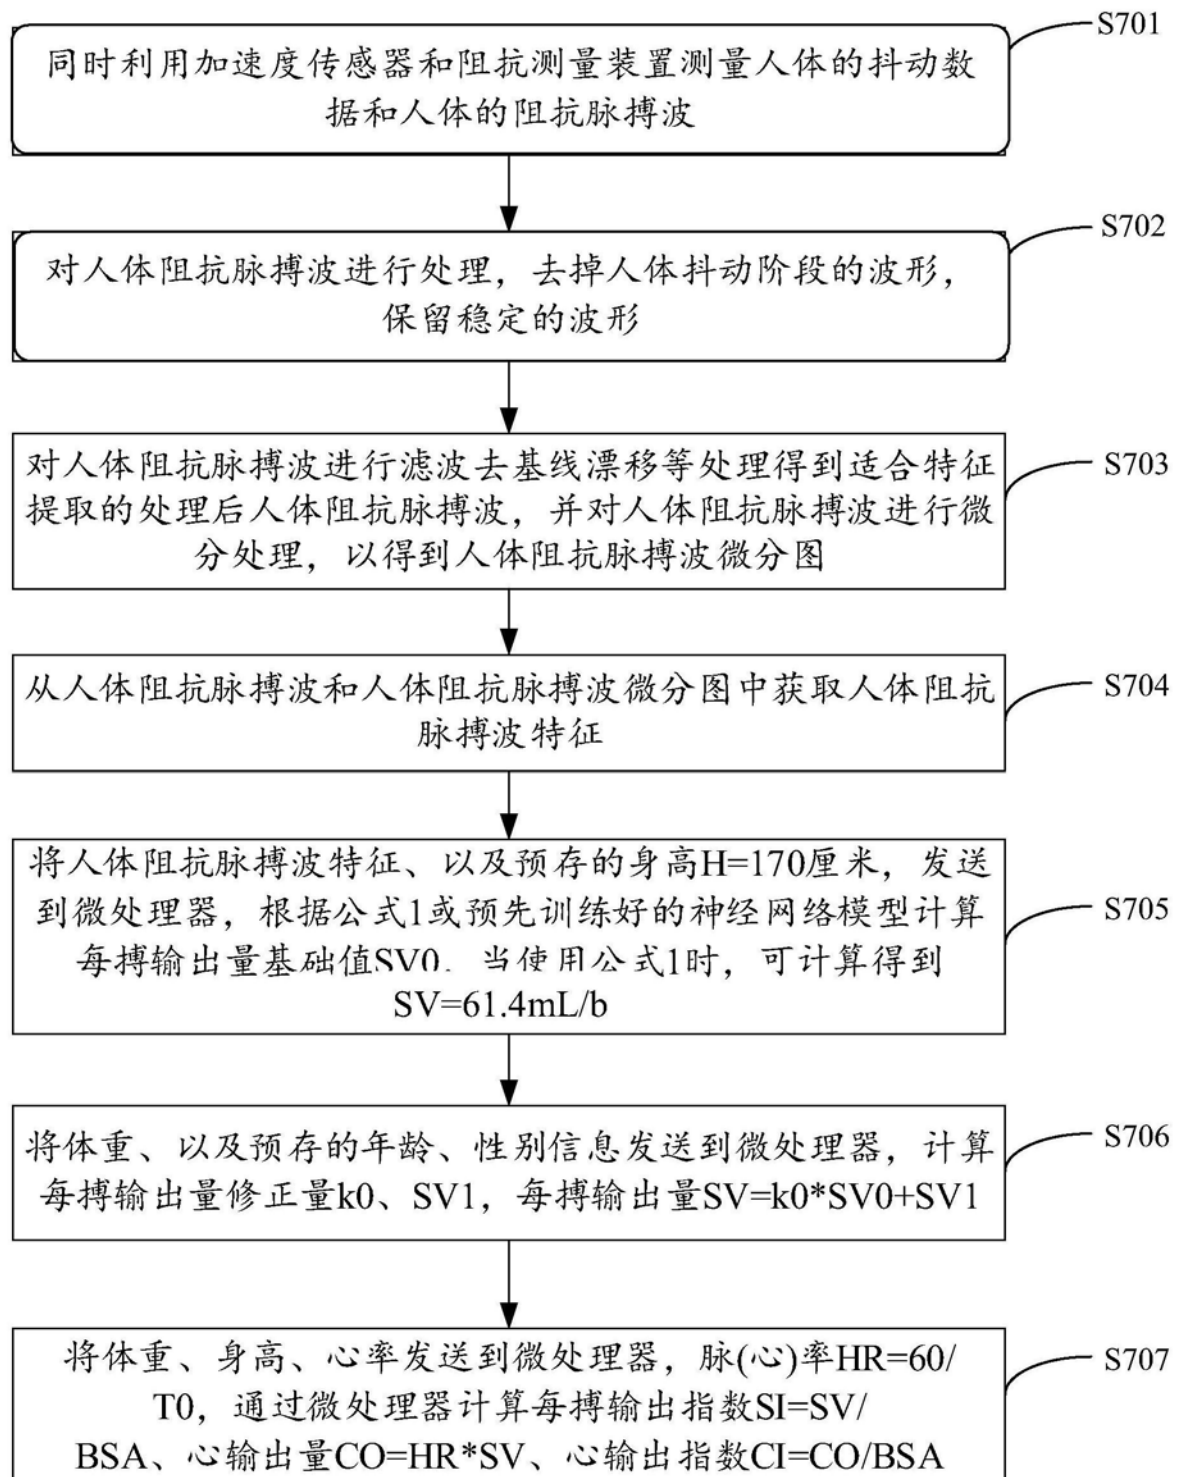 S701
同时利用加速度传感器和阻抗测量装置测量人体的抖动数
据和人体的阻抗脉搏波
S702
对人体阻抗脉搏波进行处理，去掉人体抖动阶段的波形，
保留稳定的波形
S703
对人体阻抗脉搏波进行滤波去基线漂移等处理得到适合特征
提取的处理后人体阻抗脉搏波，并对人体阻抗脉搏波进行微
分处理，以得到人体阻抗脉搏波微分图
S704
从人体阻抗脉搏波和人体阻抗脉搏波微分图中获取人体阻抗
脉搏波特征
S705
将人体阻抗脉搏波特征、以及预存的身高H=170厘米，发送
到微处理器，根据公式1或预先训练好的神经网络模型计算
每搏输出量基础值SV0．当使用公式1时，可计算得到
SV=61.4mL/b
S706
将体重、以及预存的年龄、性别信息发送到微处理器，计算
每搏输出量修正量k0、SV1，每搏输出量SV=k0*SV0+SV1
S707
将体重、身高、心率发送到微处理器，脉(心)率HR=60/
T0，通过微处理器计算每搏输出指数SI=SV/
BSA、心输出量CO=HR*SV、心输出指数CI=CO/BSA